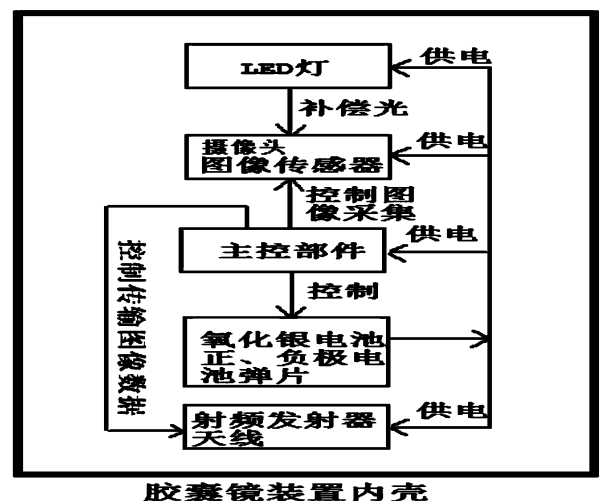 LED灯
供电
补偿光
摄像头
图像传感器
供电
控制图
像采集
主控部件
供电
控制传输图像数据
控制
氧化银电池
正、负极电
池弹片
射频发射器
天线
供电
胶囊镜装置内壳